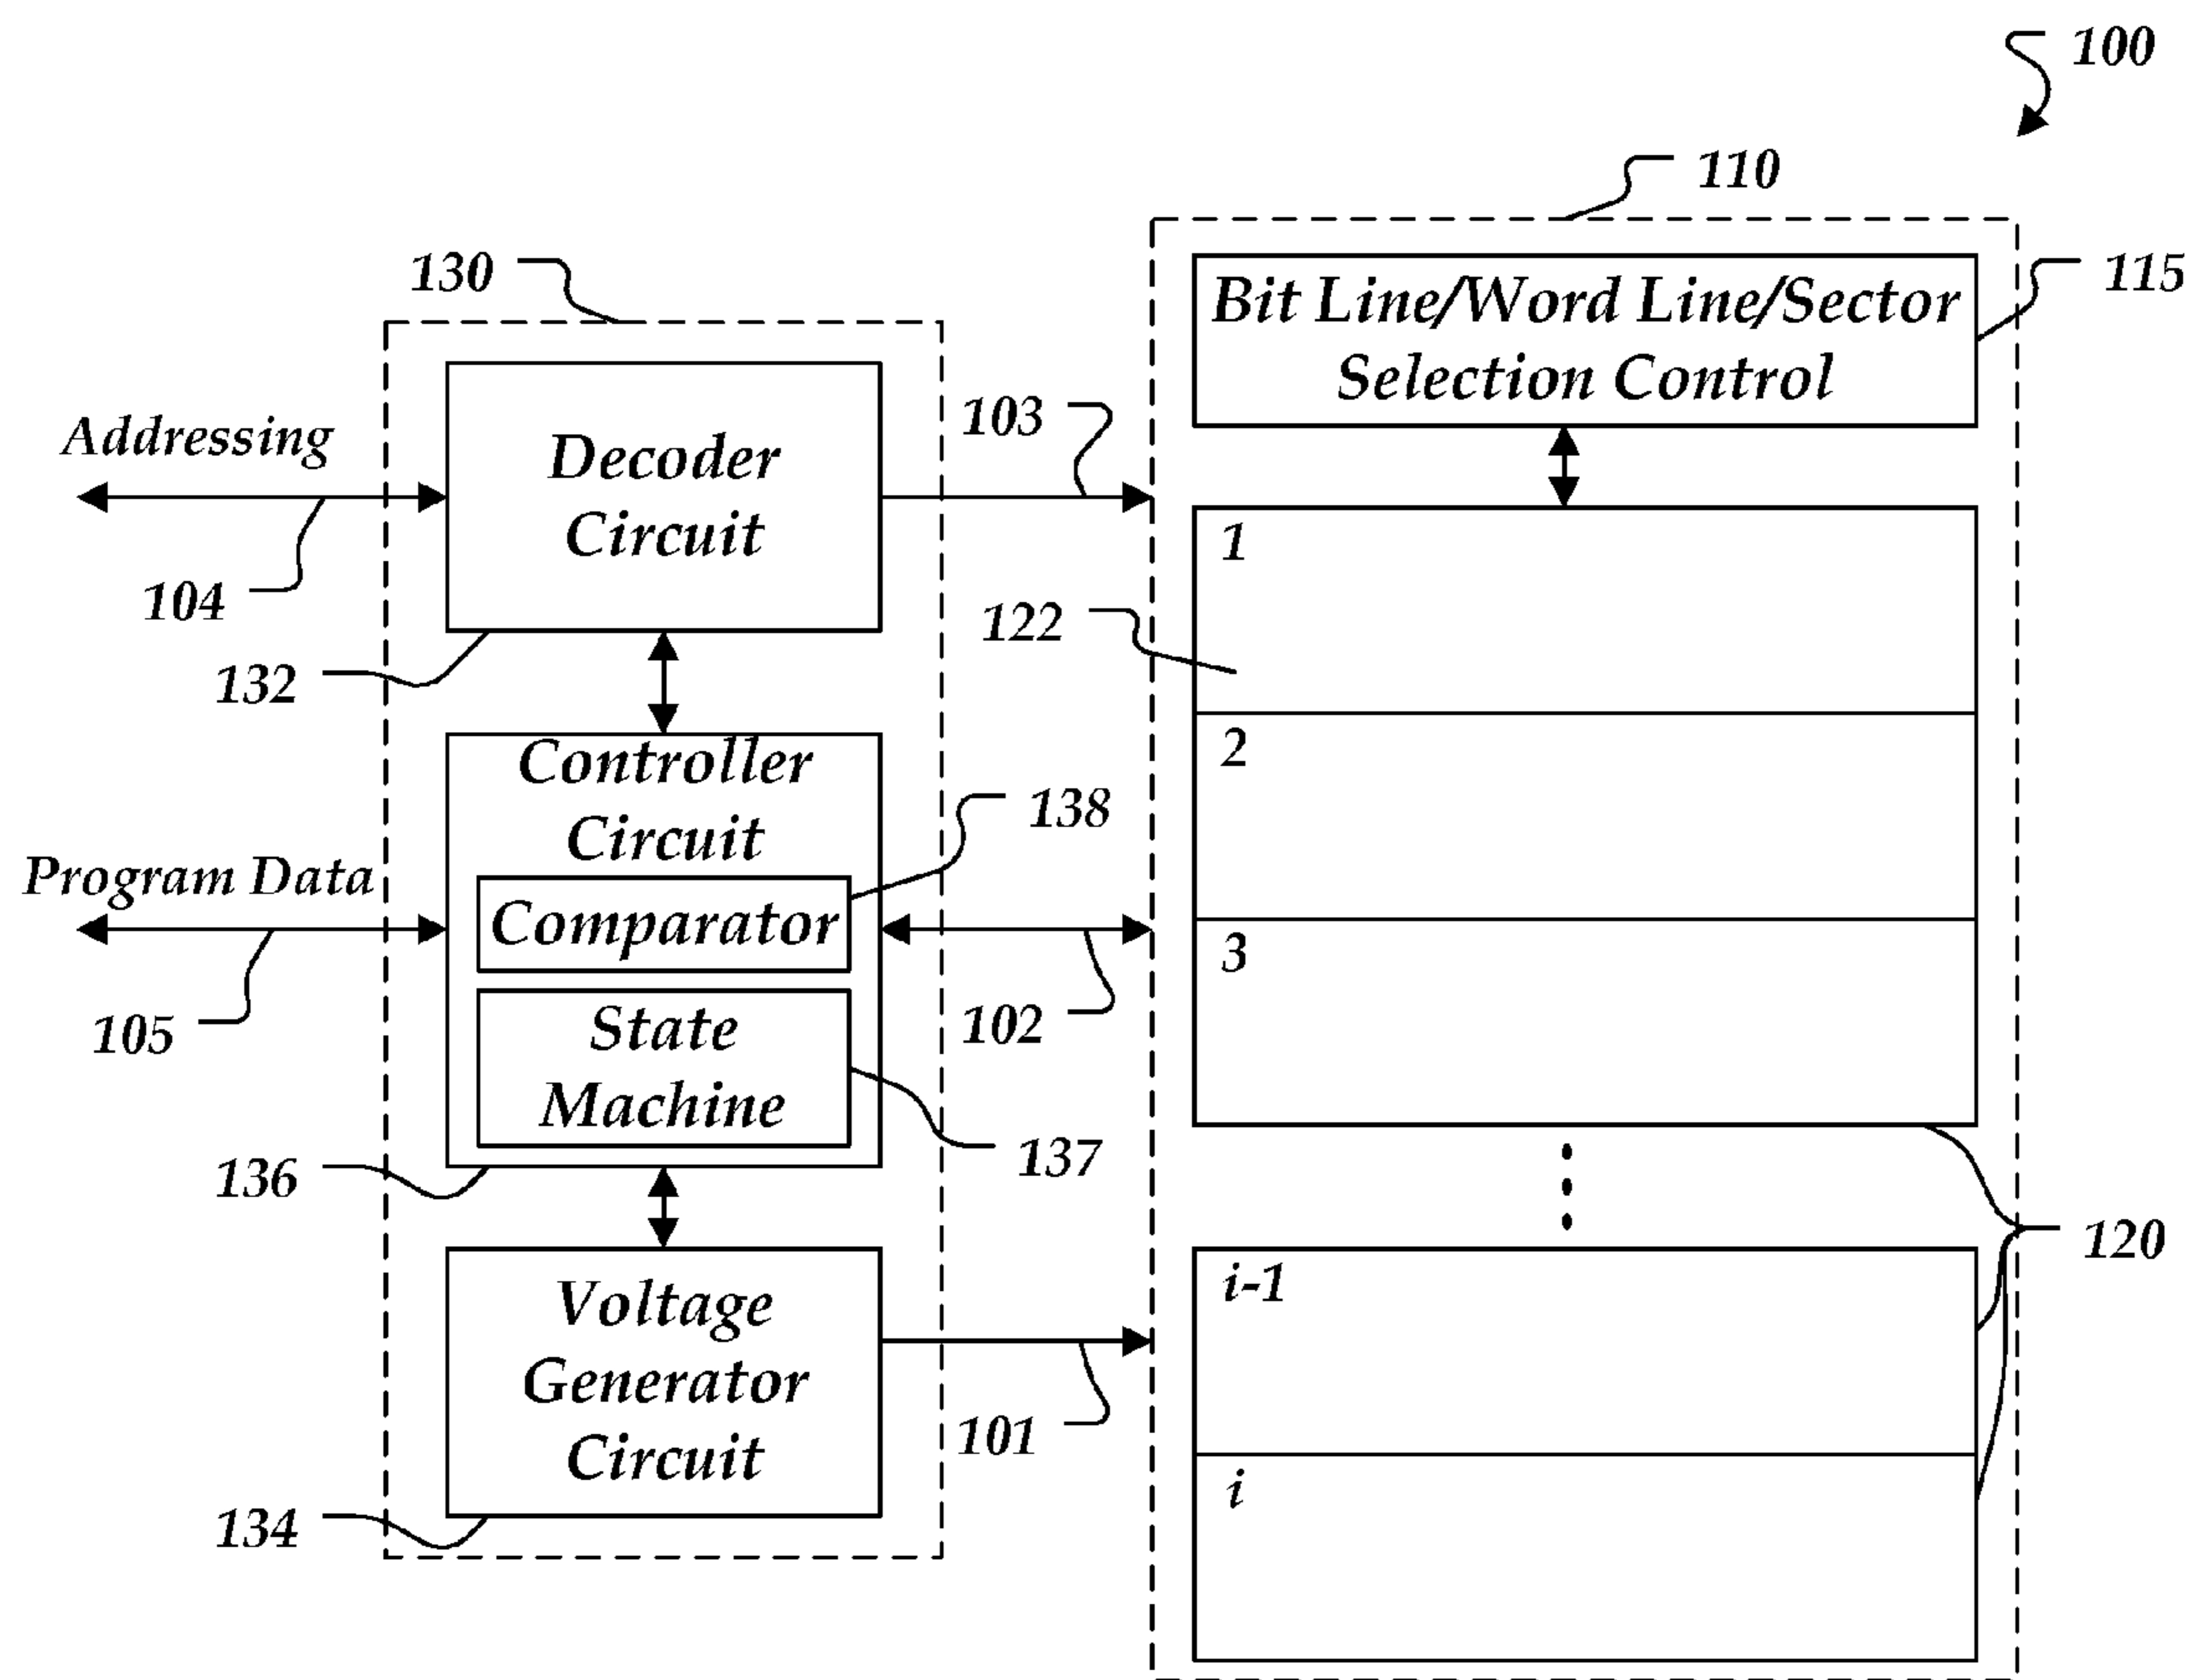 100
110
130
115
Bit Line/Word Line/Sector
Selection Control
Addressing
104
Decoder
Circuit
103
132
122
1
2
3
Controller
Circuit
138
Program Data
Comparator
105
102
State
Machine
137
136
120
Voltage
Generator
Circuit
101
134
i-1
i